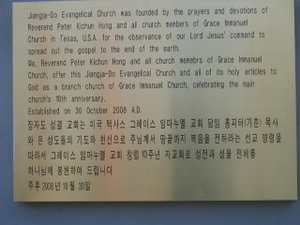 Jiangja-Do Evangelical Church was founded by the prayers and devotions of
Reverend Peter Kichun Hong and all church members of Grace Immanuel
Church in Texas, U.S.A. for the observance of our Lord Jesus' command to
spread out the gospel to the end of the earth.
We, Reverend Peter Kichun Hong and all church memebrs of Grace Immanuel
Church, offer this Jiangja-Do Evangelical Church and all of its holy articles to
God as a branch church of Grace Immanuel Church, celebrating the main
church's 10th anniversary.
Established on 30 October 2008 A.D.
장자도 성결 교회는 미국 텍사스 그레이스 임마누엘 교회 담임 홍피터(기춘) 목사
와 온 성도들의 기도와 헌신으로 주님께서 땅끝까지 복음을 전하라는 선교 명령을
따라서 그레이스 임마누엘 교회 창립 10주년 지교회로 성전과 성물 전체를
하나님께 봉헌하여 드립니다
주후 2008년 10월 30일